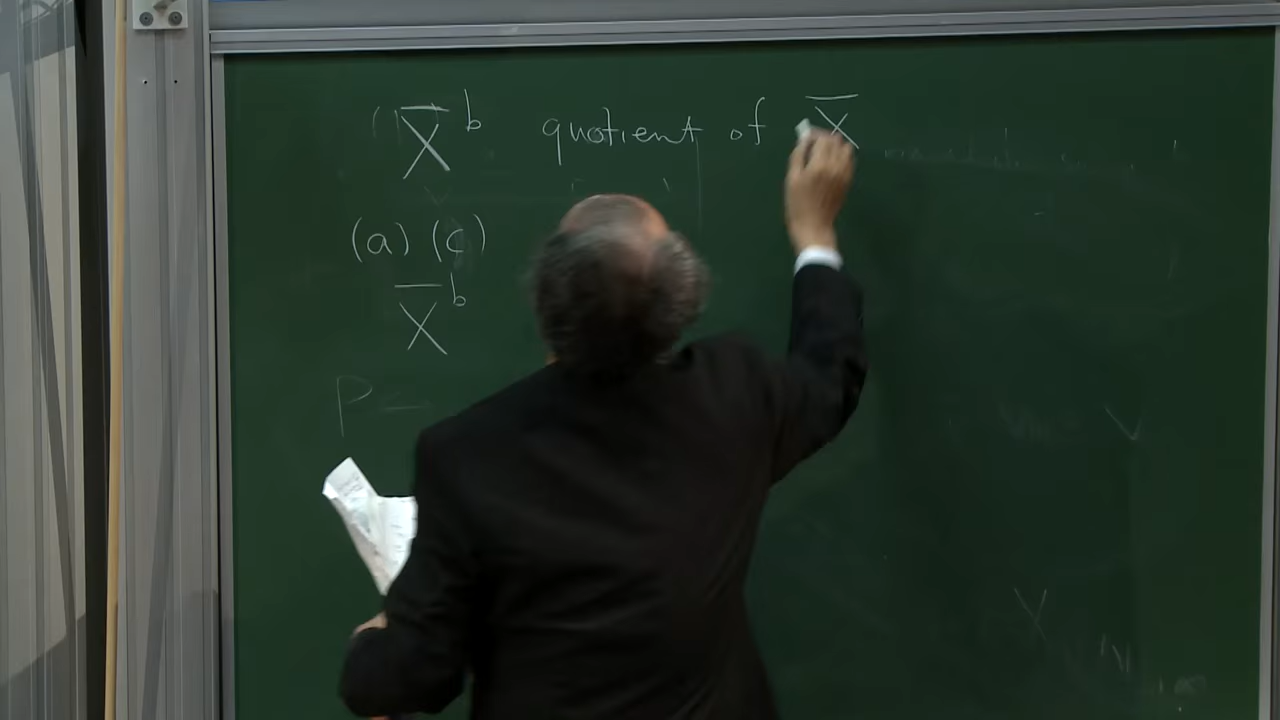 X̅ᵇ quotient of X̅
(a) (c)
X̅ᵇ
P –